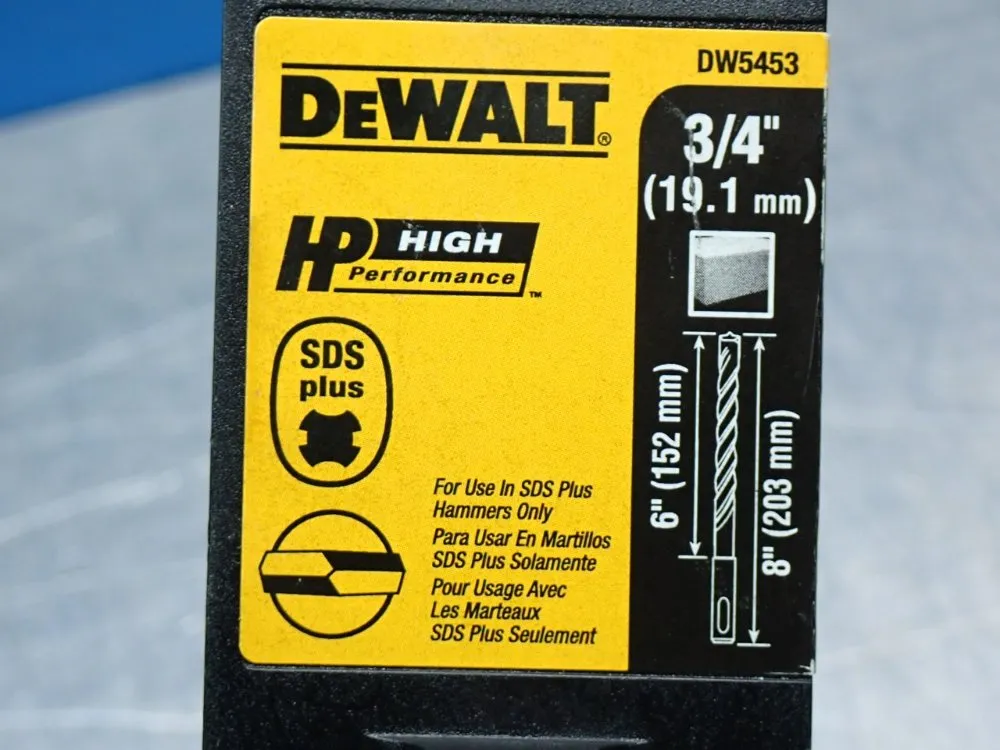 DEWALT®
HP HIGH
Performance™
SDS
plus
For Use In SDS Plus
Hammers Only
Para Usar En Martillos
SDS Plus Solamente
Pour Usage Avec
Les Marteaux
SDS Plus Seulement
DW5453
3/4"
(19.1 mm)
6" (152 mm)
8" (203 mm)